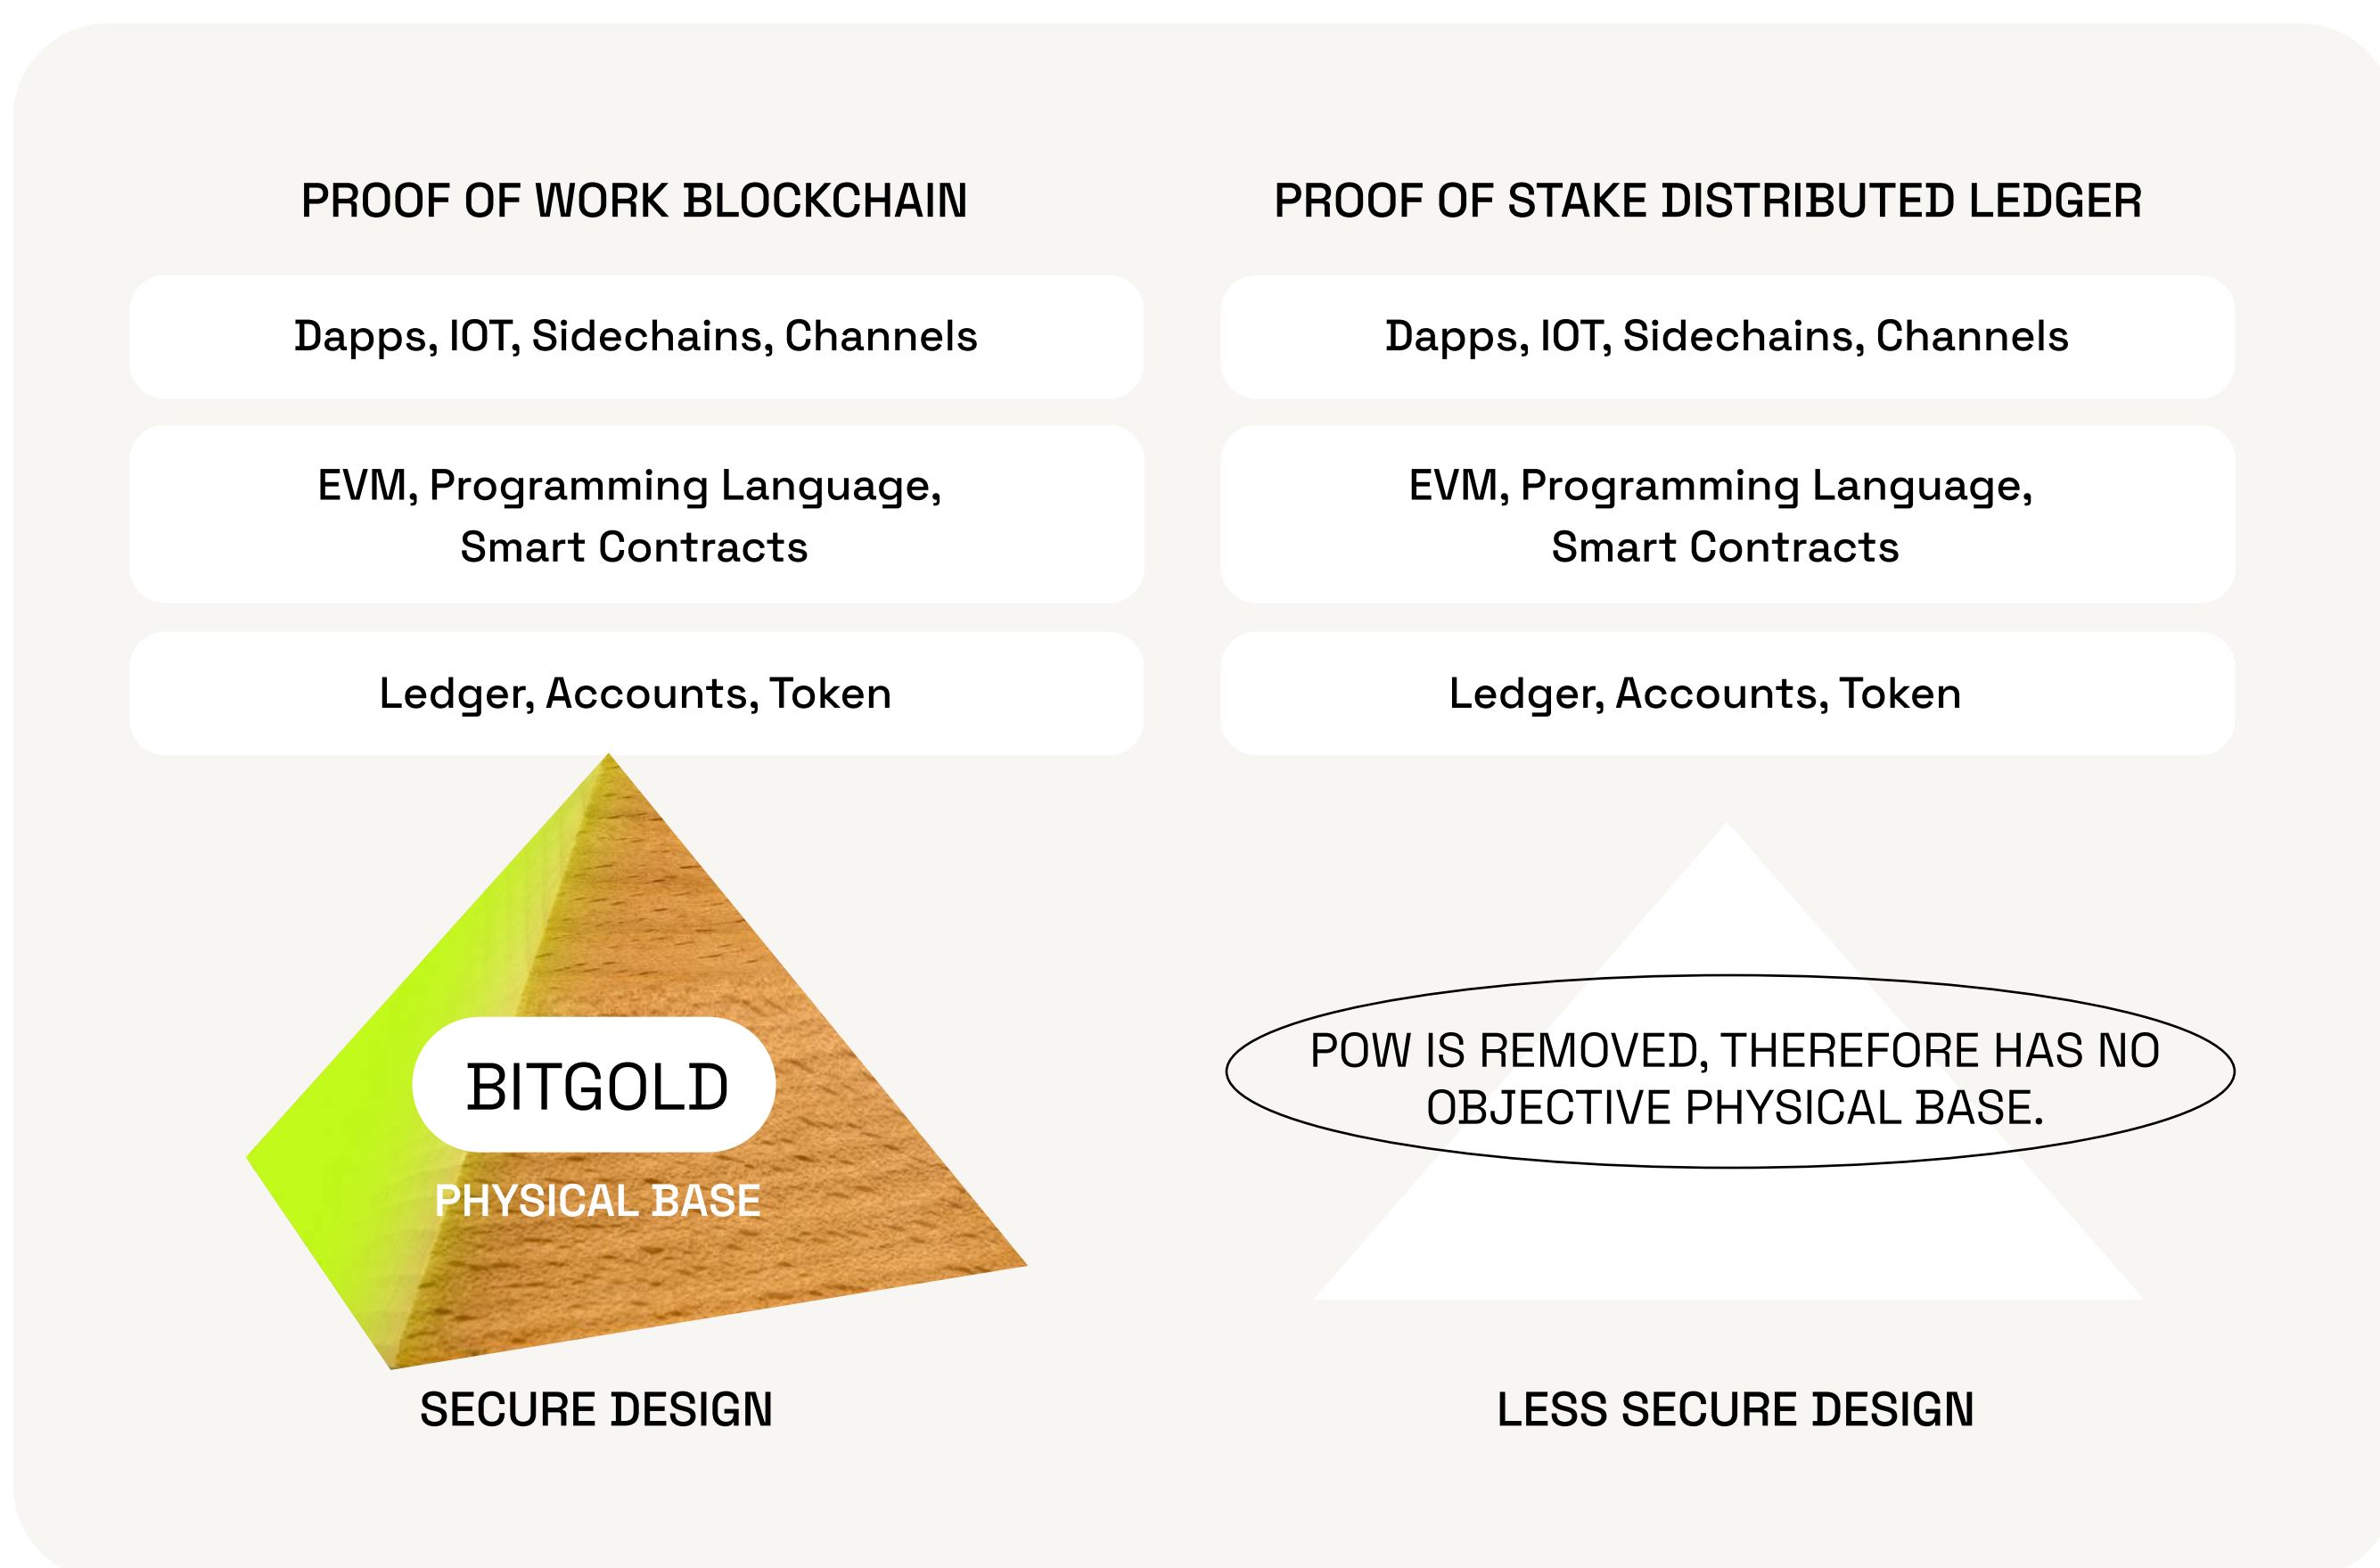 PROOF OF WORK BLOCKCHAIN
Dapps, IOT, Sidechains, Channels
EVM, Programming Language,
Smart Contracts
Ledger, Accounts, Token
BITGOLD
PHYSICAL BASE
SECURE DESIGN
PROOF OF STAKE DISTRIBUTED LEDGER
Dapps, IOT, Sidechains, Channels
EVM, Programming Language,
Smart Contracts
Ledger, Accounts, Token
POW IS REMOVED, THEREFORE HAS NO
OBJECTIVE PHYSICAL BASE.
LESS SECURE DESIGN